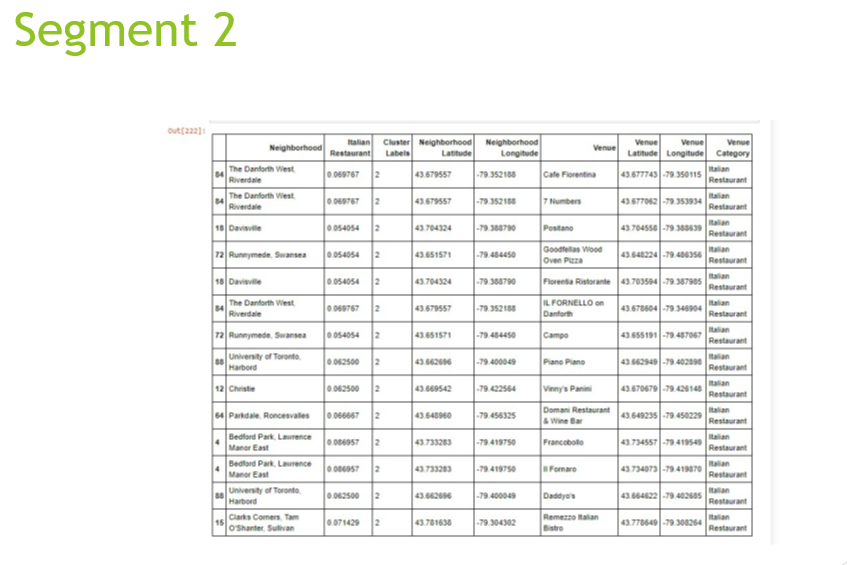 Segment 2
Out[222]:
Neighborhood Italian Restaurant Cluster Labels Neighborhood Latitude Neighborhood Longitude Venue Venue Latitude Venue Longitude Venue Category
84 The Danforth West, Riverdale 0.069767 2 43.679557 -79.352188 Cafe Fiorentina 43.677743 -79.350115 Italian Restaurant
84 The Danforth West, Riverdale 0.069767 2 43.679557 -79.352188 7 Numbers 43.677062 -79.353934 Italian Restaurant
18 Davisville 0.054054 2 43.704324 -79.388790 Positano 43.704558 -79.388639 Italian Restaurant
72 Runnymede, Swansea 0.054054 2 43.651571 -79.484450 Goodfellas Wood Oven Pizza 43.648224 -79.486356 Italian Restaurant
18 Davisville 0.054054 2 43.704324 -79.388790 Florentia Ristorante 43.703594 -79.387985 Italian Restaurant
84 The Danforth West, Riverdale 0.069767 2 43.679557 -79.352188 IL FORNELLO on Danforth 43.678604 -79.346904 Italian Restaurant
72 Runnymede, Swansea 0.054054 2 43.651571 -79.484450 Campo 43.655191 -79.487067 Italian Restaurant
88 University of Toronto, Harbord 0.062500 2 43.662696 -79.400049 Piano Piano 43.662949 -79.402898 Italian Restaurant
12 Christie 0.062500 2 43.669542 -79.422564 Vinny's Panini 43.670679 -79.426148 Italian Restaurant
64 Parkdale, Roncesvalles 0.066667 2 43.648960 -79.456325 Domani Restaurant & Wine Bar 43.649235 -79.450229 Italian Restaurant
4 Bedford Park, Lawrence Manor East 0.086957 2 43.733283 -79.419750 Francobollo 43.734557 -79.419549 Italian Restaurant
4 Bedford Park, Lawrence Manor East 0.086957 2 43.733283 -79.419750 Il Fornaro 43.734073 -79.419870 Italian Restaurant
88 University of Toronto, Harbord 0.062500 2 43.662696 -79.400049 Daddyo's 43.664622 -79.402685 Italian Restaurant
15 Clarks Corners, Tam O'Shanter, Sullivan 0.071429 2 43.781638 -79.304302 Remezzo Italian Bistro 43.778649 -79.308264 Italian Restaurant